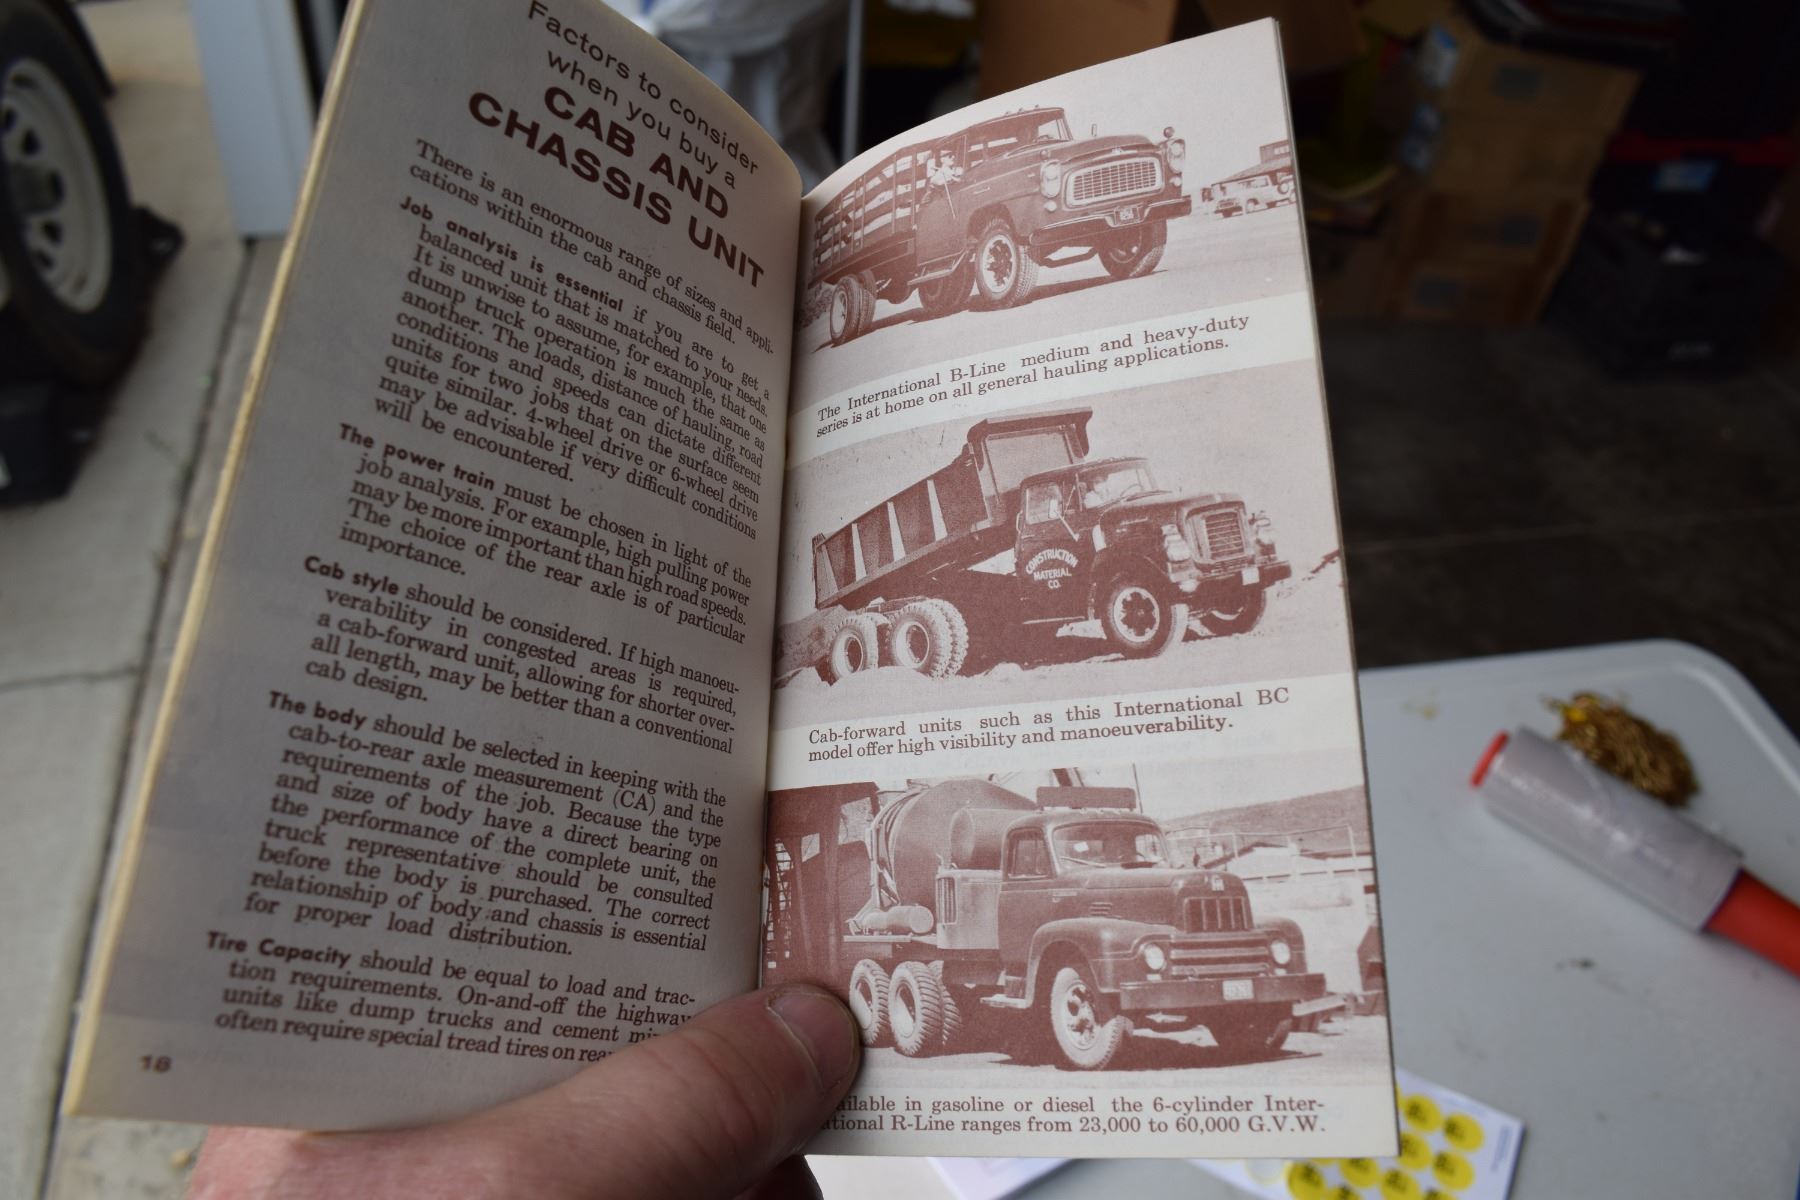 Factors to consider
when you buy a
CAB AND
CHASSIS UNIT
There is an enormous range of sizes and appli-
cations within the cab and chassis field.
Job analysis is essential if you are to get a
balanced unit that is matched to your needs.
It is unwise to assume, for example, that one
dump truck operation is much the same as
another. The loads, distance of hauling, road
conditions and speeds can dictate different
units for two jobs that on the surface seem
quite similar. 4-wheel drive or 6-wheel drive
may be advisable if very difficult conditions
will be encountered.
The power train must be chosen in light of the
job analysis. For example, high pulling power
may be more important than high road speeds.
The choice of the rear axle is of particular
importance.
Cab style should be considered. If high manoeu-
verability in congested areas is required,
a cab-forward unit, allowing for shorter over-
all length, may be better than a conventional
cab design.
The body should be selected in keeping with the
cab-to-rear axle measurement (CA) and the
requirements of the job. Because the type
and size of body have a direct bearing on
the performance of the complete unit, the
truck representative should be consulted
before the body is purchased. The correct
relationship of body and chassis is essential
for proper load distribution.
Tire Capacity should be equal to load and trac-
tion requirements. On-and-off the highway
units like dump trucks and cement mi
often require special tread tires on rea
18
The International B-Line medium and heavy-duty
series is at home on all general hauling applications.
CONSTRUCTION
MATERIAL
CO.
Cab-forward units such as this International BC
model offer high visibility and manoeuverability.
ailable in gasoline or diesel the 6-cylinder Inter-
ational R-Line ranges from 23,000 to 60,000 G.V.W.